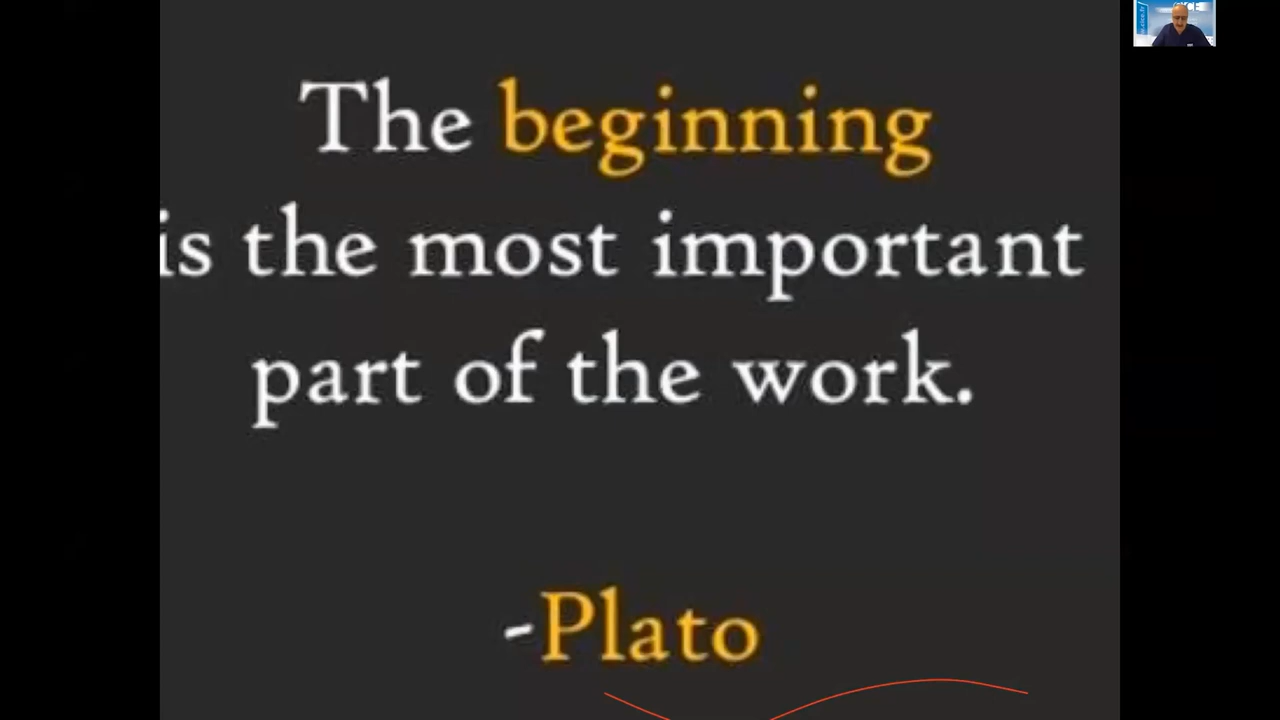 The beginning
is the most important
part of the work.
-Plato